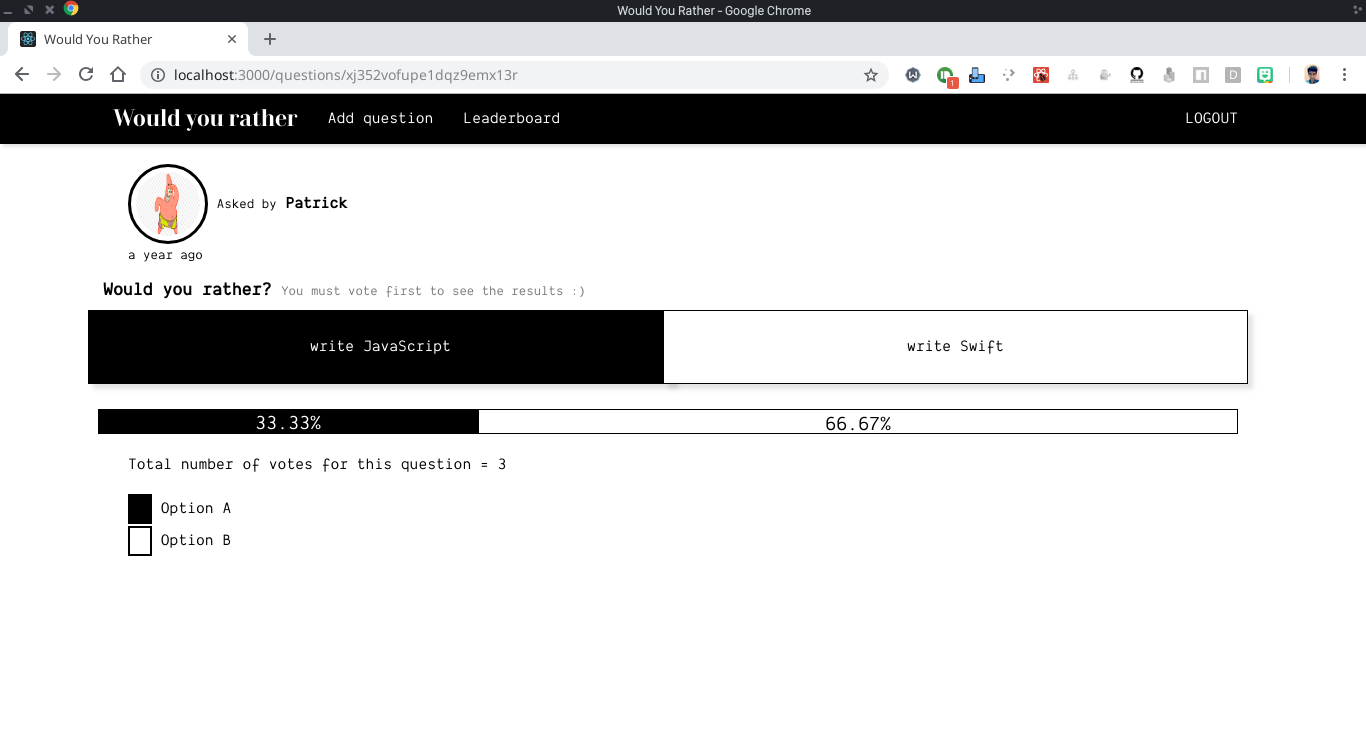 Would You Rather - Google Chrome
Would You Rather
localhost:3000/questions/xj352vofupe1dqz9emx13r
1
D
Would you rather Add question Leaderboard LOGOUT
Asked by Patrick
a year ago
Would you rather? You must vote first to see the results :)
write JavaScript write Swift
33.33% 66.67%
Total number of votes for this question = 3
Option A
Option B